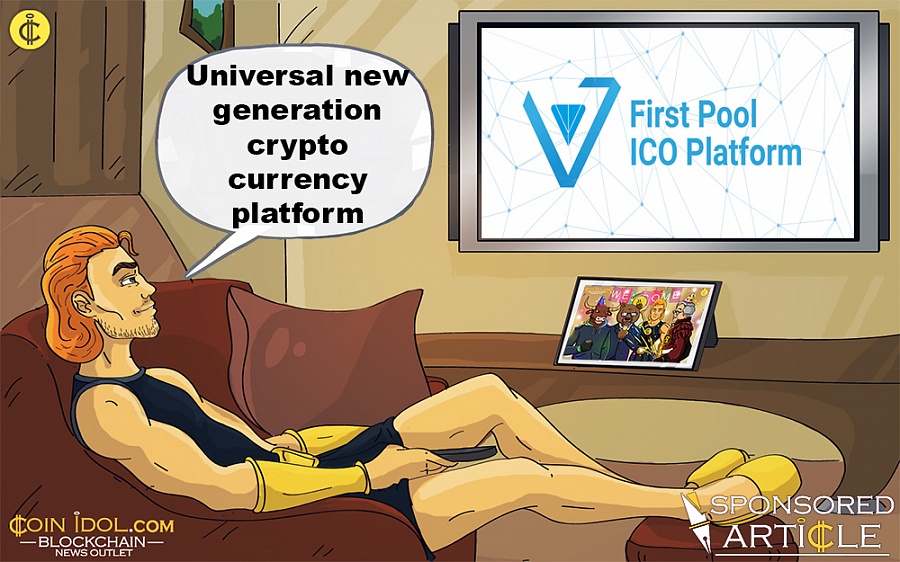 Universal new
generation
crypto
currency
platform
First Pool
ICO Platform
WELCOME
COIN IDOL.COM
BLOCKCHAIN
NEWS OUTLET
SPONSORED
ARTICLE